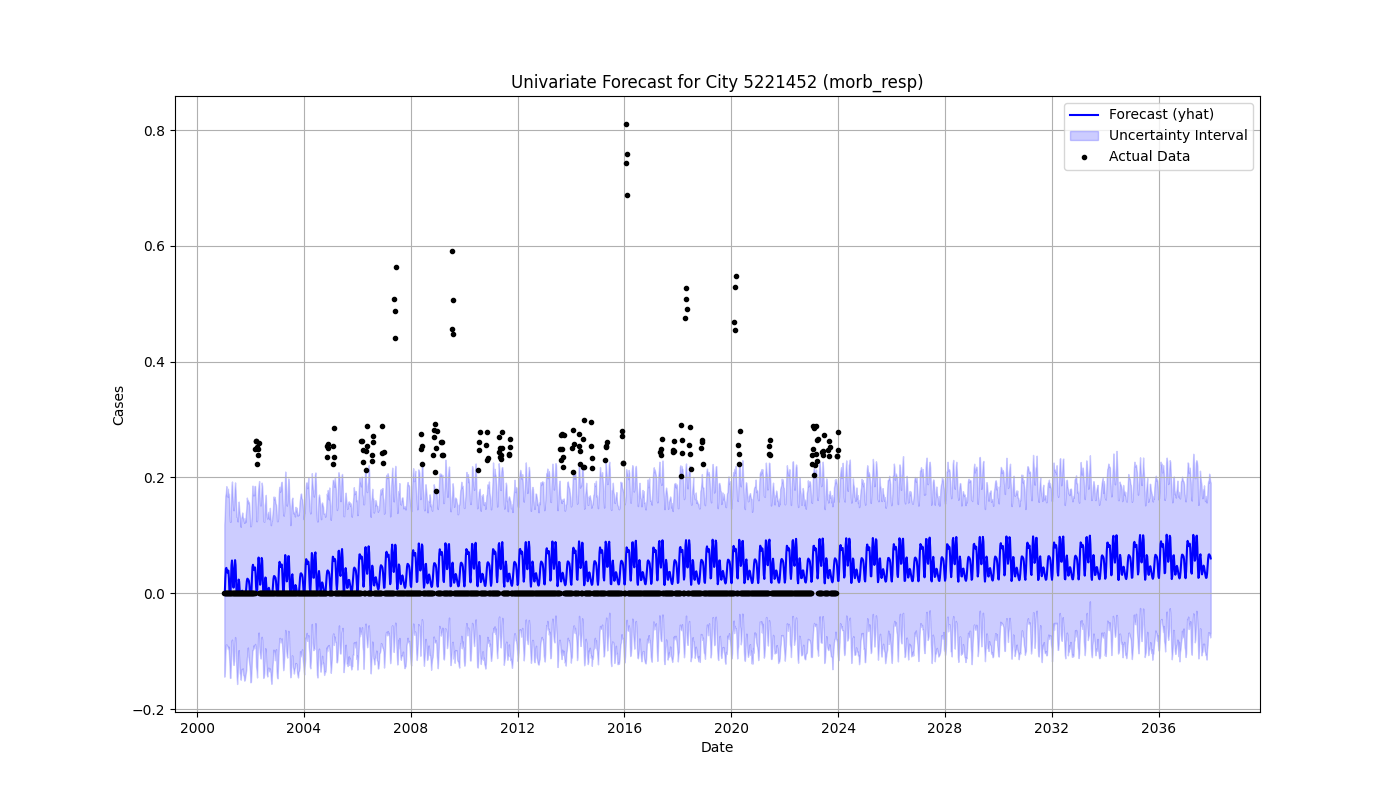 Univariate Forecast for City 5221452 (morb_resp)
Forecast (yhat)
Uncertainty Interval
Actual Data
Cases
0.8
0.6
0.4
0.2
0.0
−0.2
2000 2004 2008 2012 2016 2020 2024 2028 2032 2036
Date